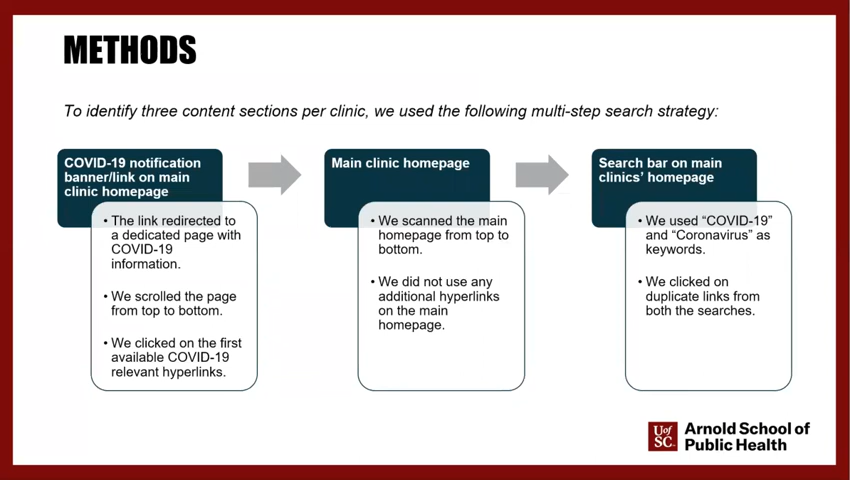 METHODS
To identify three content sections per clinic, we used the following multi-step search strategy:
COVID-19 notification
banner/link on main
clinic homepage
• The link redirected to
a dedicated page with
COVID-19
information.
• We scrolled the page
from top to bottom.
• We clicked on the first
available COVID-19
relevant hyperlinks.
Main clinic homepage
• We scanned the main
homepage from top to
bottom.
• We did not use any
additional hyperlinks
on the main
homepage.
Search bar on main
clinics' homepage
• We used “COVID-19”
and “Coronavirus” as
keywords.
• We clicked on
duplicate links from
both the searches.
UofSC
Arnold School of
Public Health